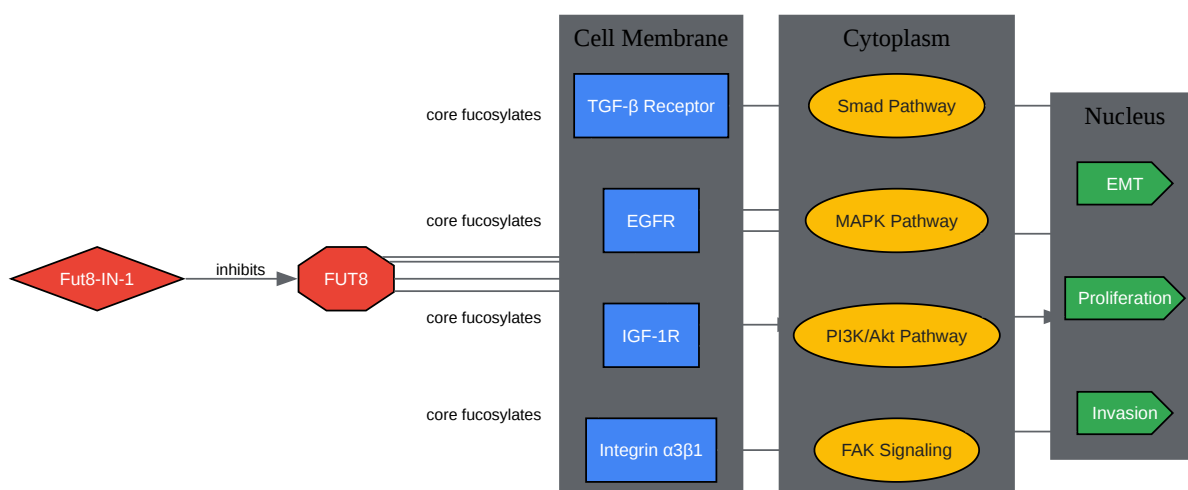 Cell Membrane
Cytoplasm
Nucleus
core fucosylates
TGF-β Receptor
Smad Pathway
EMT
core fucosylates
EGFR
MAPK Pathway
Fut8-IN-1
inhibits
FUT8
Proliferation
core fucosylates
IGF-1R
PI3K/Akt Pathway
core fucosylates
Integrin α3β1
FAK Signaling
Invasion